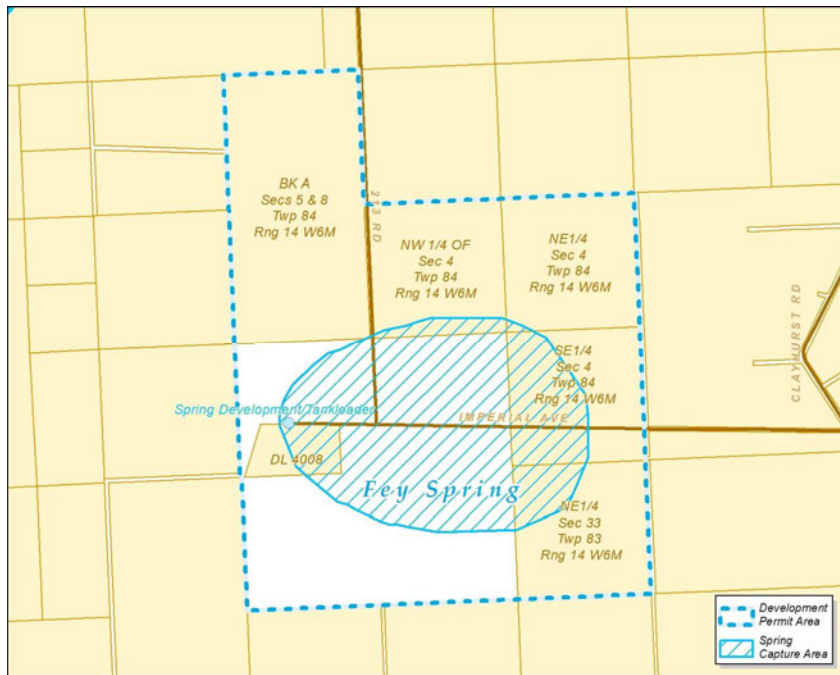 BK A
Secs 5 & 8
Twp 84
Rng 14 W6M
213 RD
NW 1/4 OF
Sec 4
Twp 84
Rng 14 W6M
NE1/4
Sec 4
Twp 84
Rng 14 W6M
CLAYHURST RD
SE1/4
Sec 4
Twp 84
Rng 14 W6M
Spring Development/Tankloader
IMPERIAL AVE
DL 4008
Fey Spring
NE1/4
Sec 33
Twp 83
Rng 14 W6M
Development
Permit Area
Spring
Capture Area